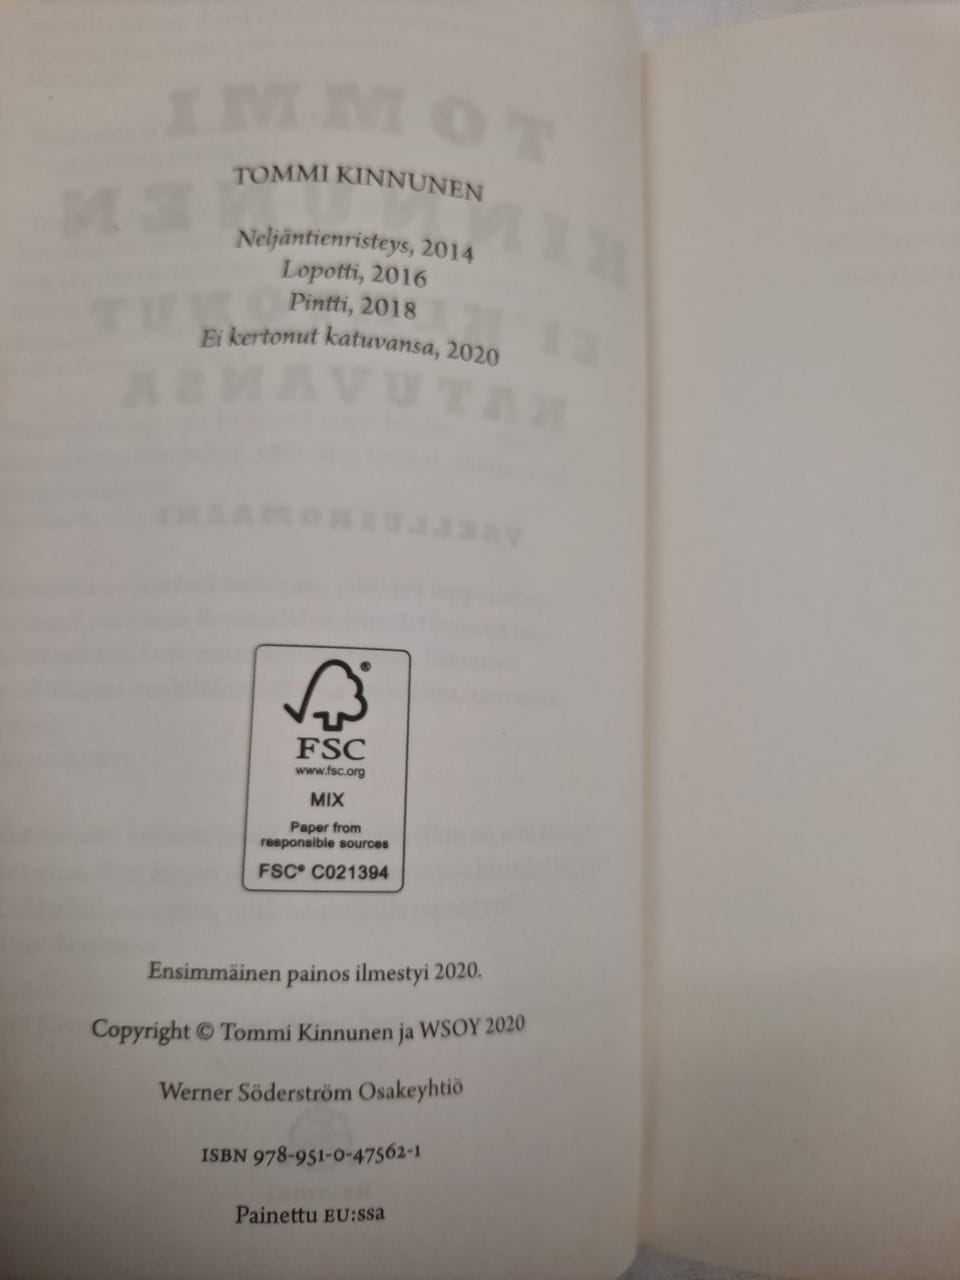 TOMMI KINNUNEN
Neljäntienristeys, 2014
Lopotti, 2016
Pintti, 2018
Ei kertonut katuvansa, 2020
FSC
www.fsc.org
MIX
Paper from
responsible sources
FSC® C021394
Ensimmäinen painos ilmestyi 2020.
Copyright © Tommi Kinnunen ja WSOY 2020
Werner Söderström Osakeyhtiö
ISBN 978-951-0-47562-1
Painettu EU:ssa